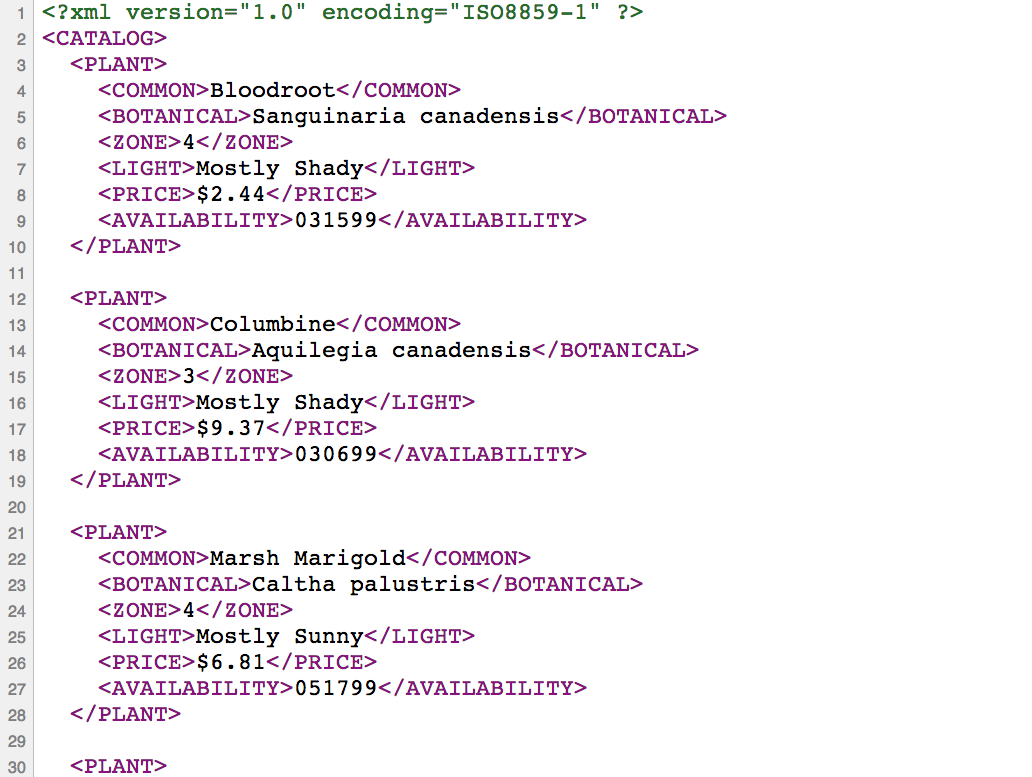 1 <?xml version="1.0" encoding="ISO8859-1" ?>
2 <CATALOG>
3 <PLANT>
4 <COMMON>Bloodroot</COMMON>
5 <BOTANICAL>Sanguinaria canadensis</BOTANICAL>
6 <ZONE>4</ZONE>
7 <LIGHT>Mostly Shady</LIGHT>
8 <PRICE>$2.44</PRICE>
9 <AVAILABILITY>031599</AVAILABILITY>
10 </PLANT>
11
12 <PLANT>
13 <COMMON>Columbine</COMMON>
14 <BOTANICAL>Aquilegia canadensis</BOTANICAL>
15 <ZONE>3</ZONE>
16 <LIGHT>Mostly Shady</LIGHT>
17 <PRICE>$9.37</PRICE>
18 <AVAILABILITY>030699</AVAILABILITY>
19 </PLANT>
20
21 <PLANT>
22 <COMMON>Marsh Marigold</COMMON>
23 <BOTANICAL>Caltha palustris</BOTANICAL>
24 <ZONE>4</ZONE>
25 <LIGHT>Mostly Sunny</LIGHT>
26 <PRICE>$6.81</PRICE>
27 <AVAILABILITY>051799</AVAILABILITY>
28 </PLANT>
29
30 <PLANT>